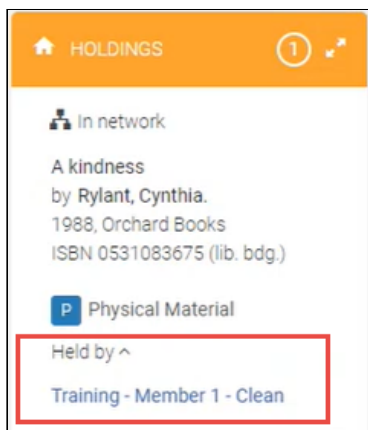 HOLDINGS 1
In network
A kindness
by Rylant, Cynthia.
1988, Orchard Books
ISBN 0531083675 (lib. bdg.)
P Physical Material
Held by
Training - Member 1 - Clean